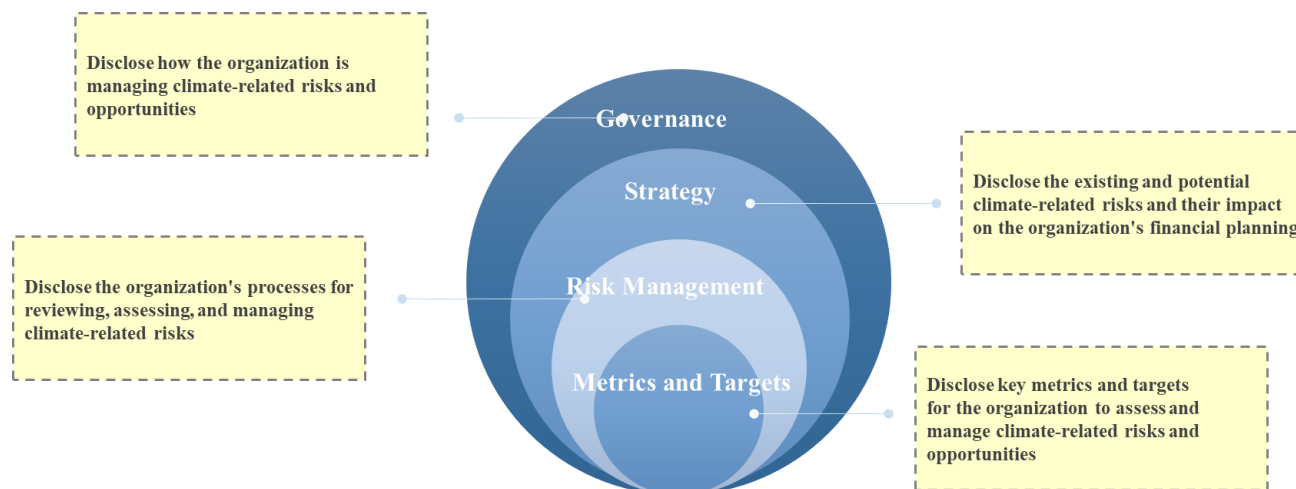 Disclose how the organization is
managing climate-related risks and
opportunities
Governance
Strategy
Disclose the existing and potential
climate-related risks and their impact
on the organization's financial planning
Risk Management
Disclose the organization's processes for
reviewing, assessing, and managing
climate-related risks
Metrics and Targets
Disclose key metrics and targets
for the organization to assess and
manage climate-related risks and
opportunities